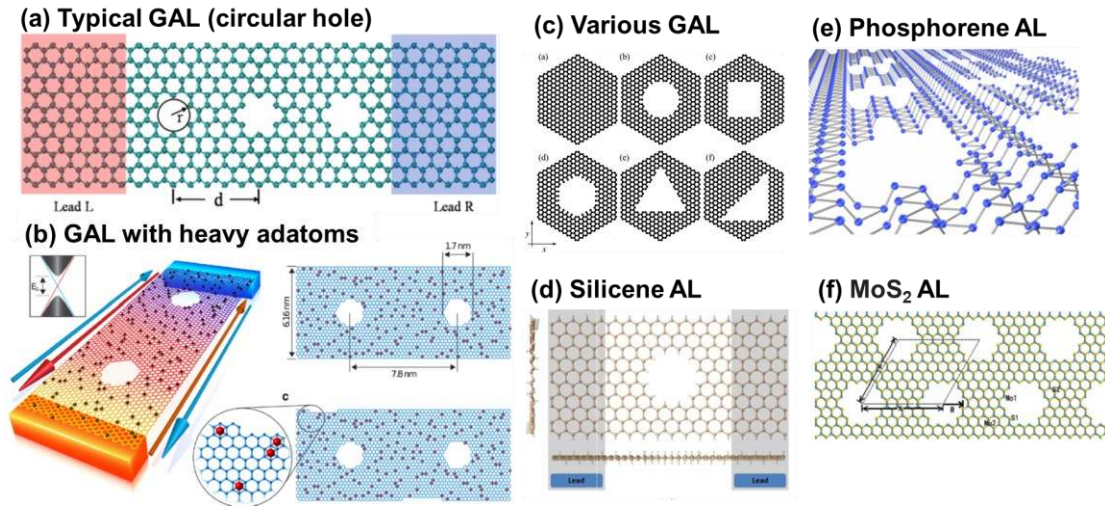 (a) Typical GAL (circular hole)
r
d
Lead L
Lead R
(b) GAL with heavy adatoms
1.7 nm
6.16 nm
7.8 nm
c
(c) Various GAL
(a)
(b)
(c)
(d)
(e)
(f)
y
x
(d) Silicene AL
Lead
Lead
(e) Phosphorene AL
(f) MoS₂ AL
Mo1
S1
R